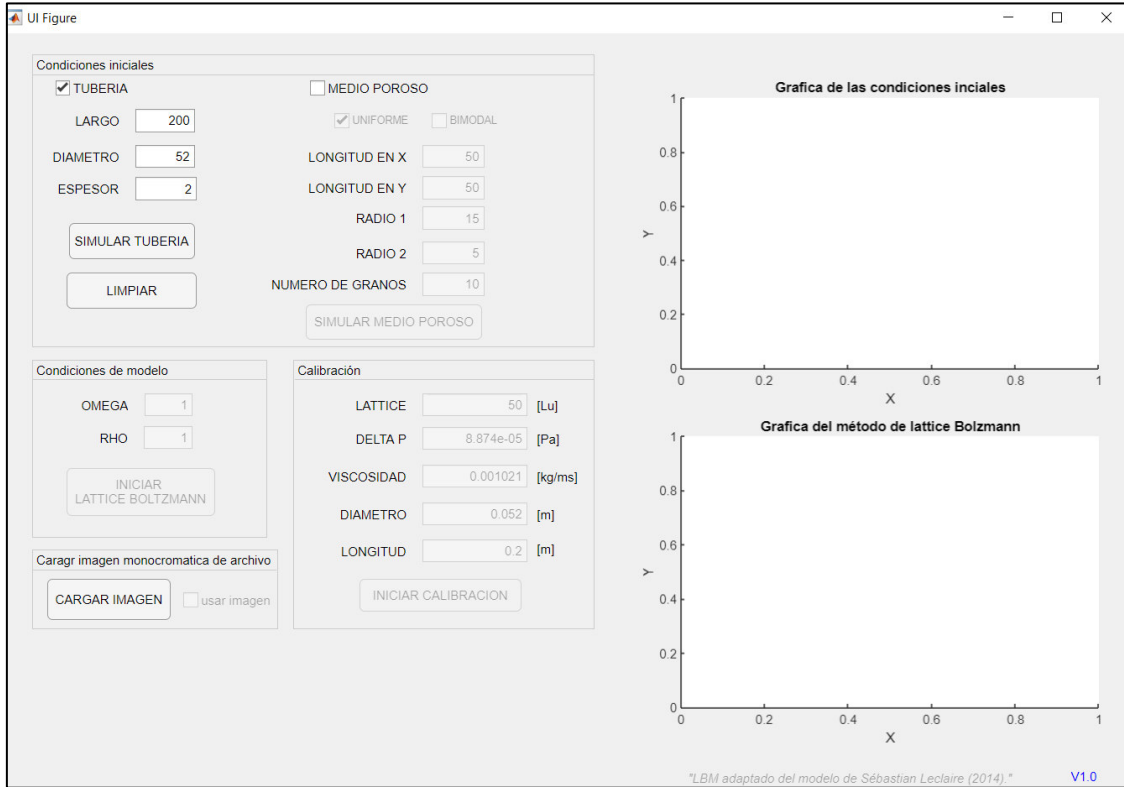 UI Figure
Condiciones iniciales
TUBERIA
LARGO 200
DIAMETRO 52
ESPESOR 2
SIMULAR TUBERIA
LIMPIAR
MEDIO POROSO
UNIFORME BIMODAL
LONGITUD EN X 50
LONGITUD EN Y 50
RADIO 1 15
RADIO 2 5
NUMERO DE GRANOS 10
SIMULAR MEDIO POROSO
Condiciones de modelo
OMEGA 1
RHO 1
INICIAR
LATTICE BOLTZMANN
Caragr imagen monocromatica de archivo
CARGAR IMAGEN usar imagen
Calibración
LATTICE 50 [Lu]
DELTA P 8.874e-05 [Pa]
VISCOSIDAD 0.001021 [kg/ms]
DIAMETRO 0.052 [m]
LONGITUD 0.2 [m]
INICIAR CALIBRACION
Grafica de las condiciones inciales
1
0.8
0.6
Y
0.4
0.2
0
0 0.2 0.4 0.6 0.8 1
X
Grafica del método de lattice Bolzmann
1
0.8
0.6
Y
0.4
0.2
0
0 0.2 0.4 0.6 0.8 1
X
"LBM adaptado del modelo de Sébastian Leclaire (2014)."
V1.0